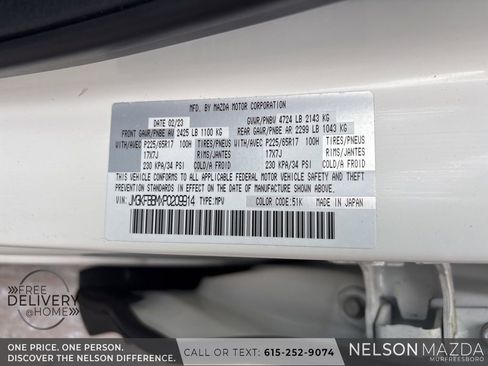 MFD. BY MAZDA MOTOR CORPORATION
DATE 02/23 GVWR/PNBV 4724 LB 2143 KG
FRONT GAWR/PNBE AV 2425 LB 1100 KG REAR GAWR/PNBE AR 2299 LB 1043 KG
WITH/AVEC P225/65R17 100H TIRES/PNEUS WITH/AVEC P225/65R17 100H TIRES/PNEUS
17X7J RIMS/JANTES 17X7J RIMS/JANTES
230 KPA/34 PSI COLD/A FROID 230 KPA/34 PSI COLD/A FROID
THIS VEHICLE CONFORMS TO ALL APPLICABLE FEDERAL MOTOR VEHICLE SAFETY AND THEFT
PREVENTION STANDARDS IN EFFECT ON THE DATE OF MANUFACTURE SHOWN ABOVE.
VIN: JM3KFBBM4P0209914 TYPE:MPV COLOR CODE: 51K MADE IN JAPAN
FREE
DELIVERY
@HOME
ONE PRICE. ONE PERSON.
DISCOVER THE NELSON DIFFERENCE.
CALL OR TEXT: 615-252-9074
NELSON MAZDA
MURFREESBORO